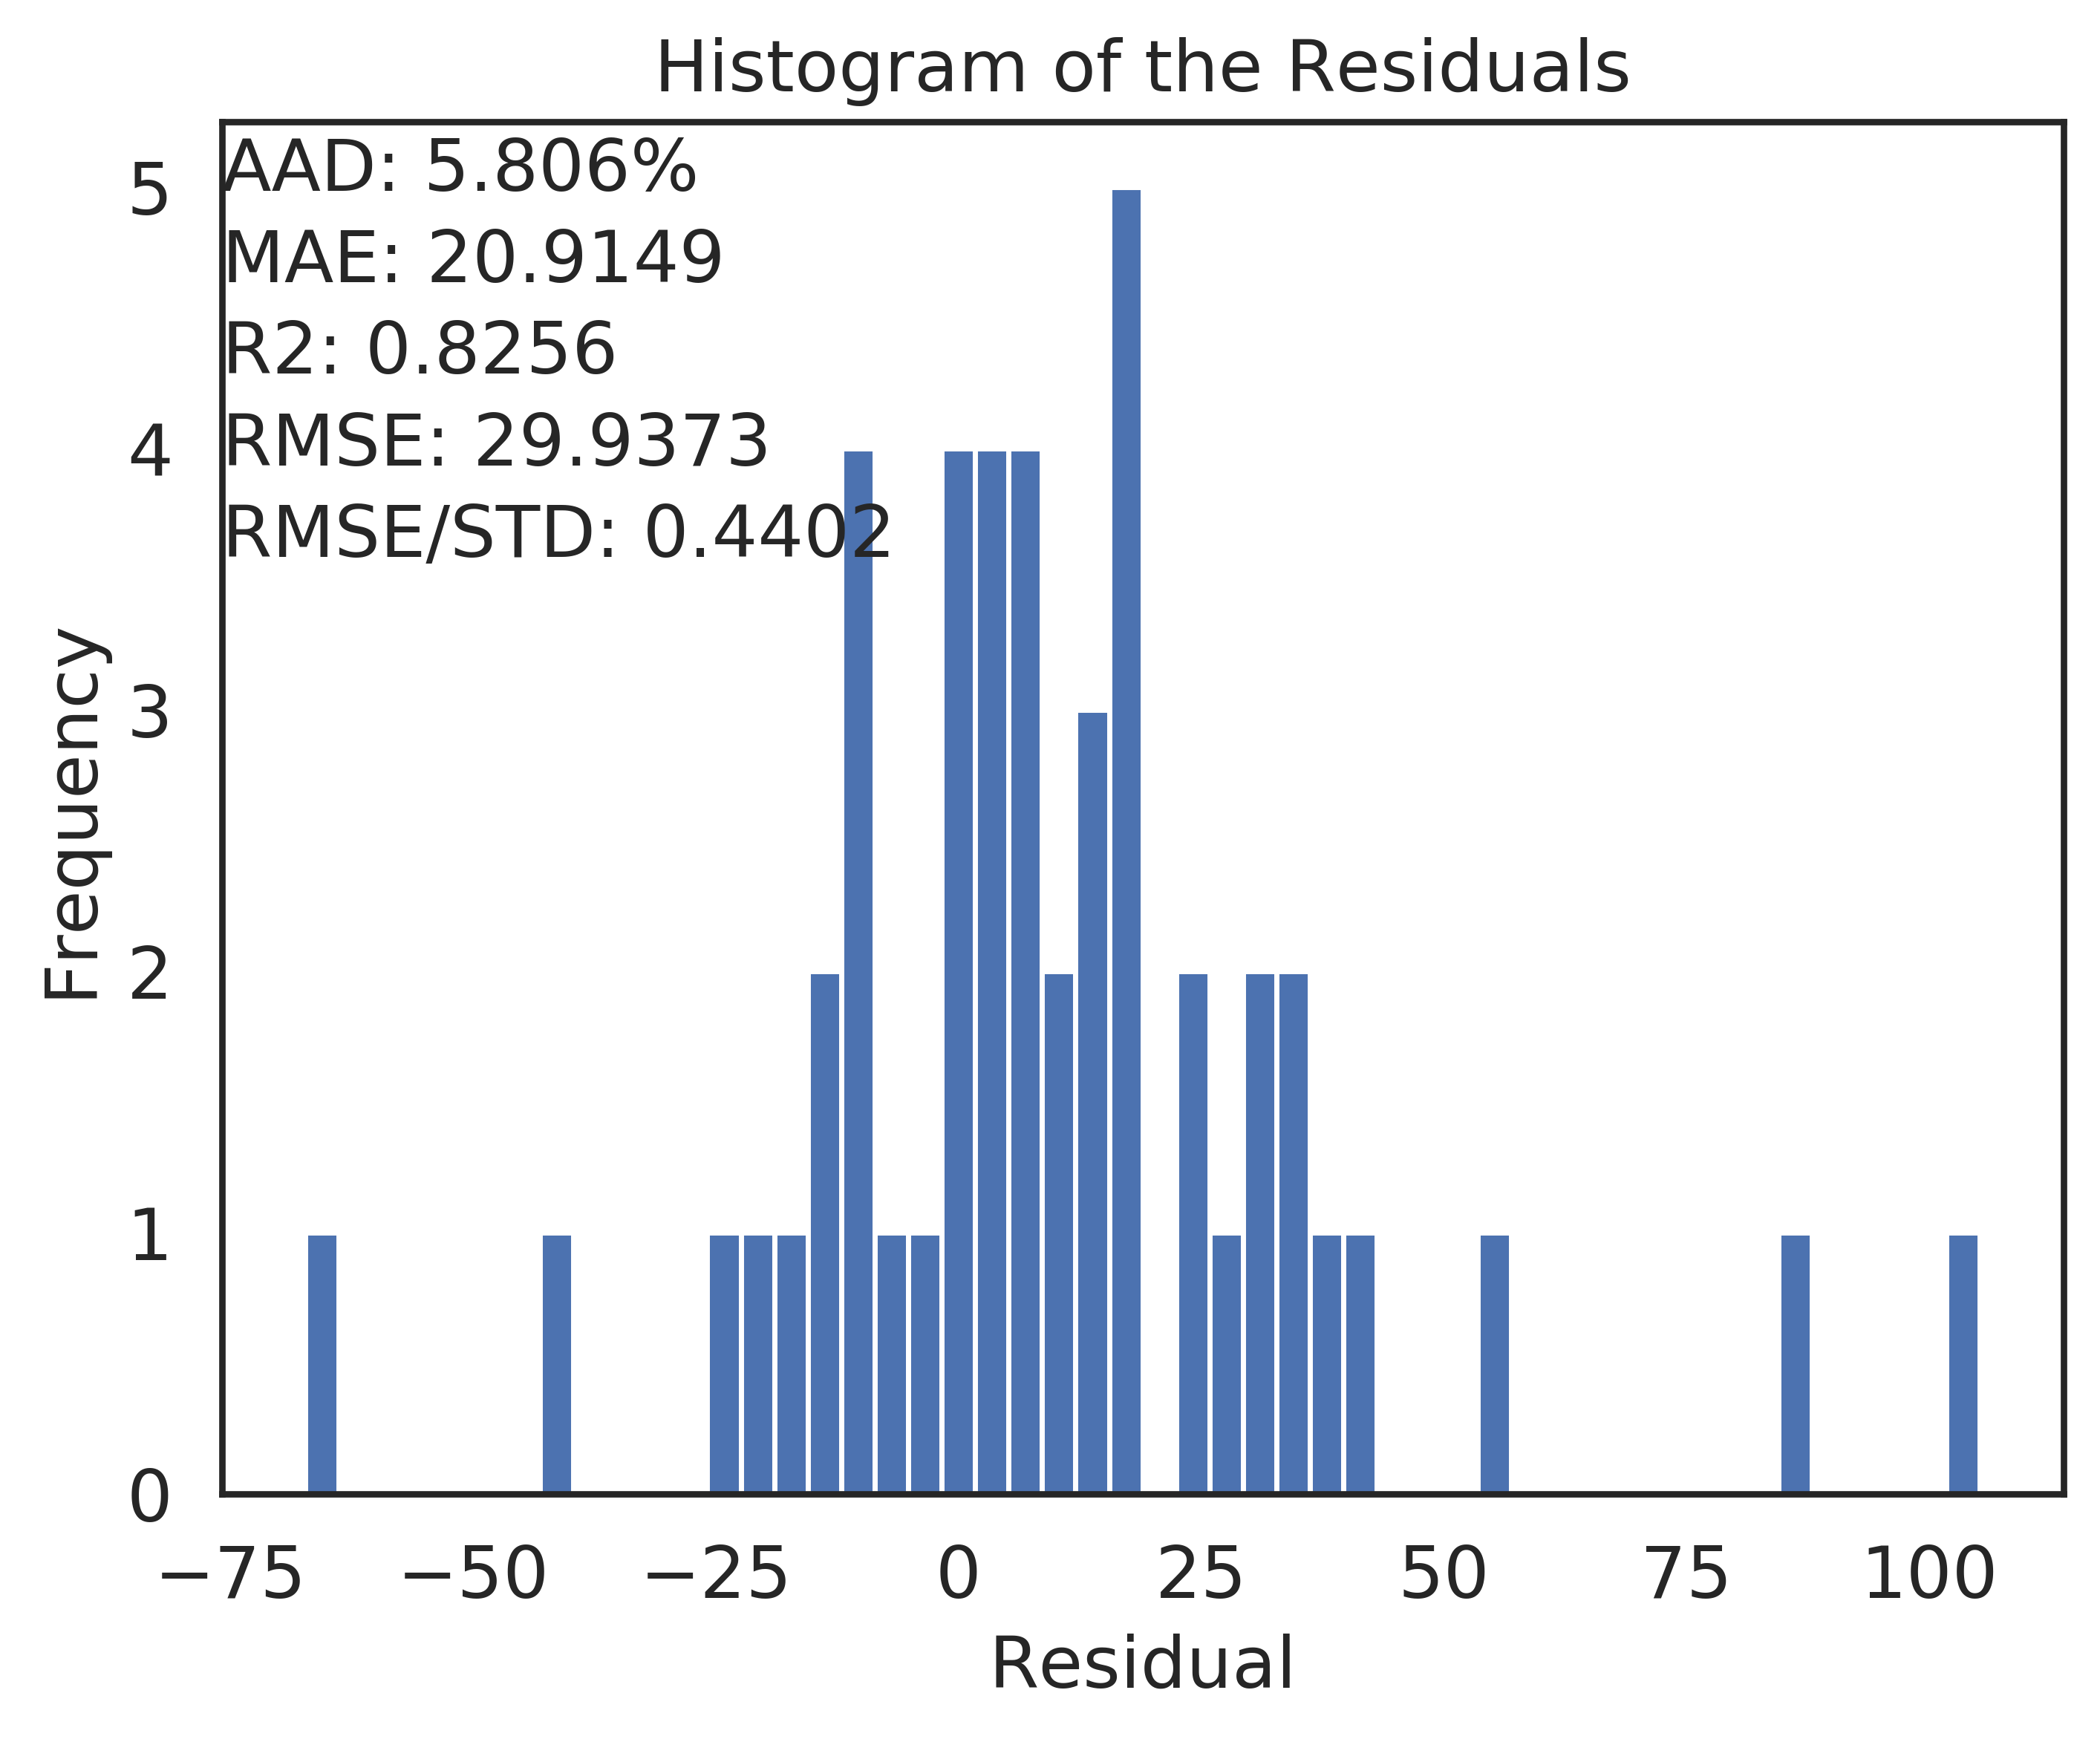 Histogram of the Residuals
AAD: 5.806%
MAE: 20.9149
R2: 0.8256
RMSE: 29.9373
RMSE/STD: 0.4402
5
4
3
2
1
0
Frequency
−75 −50 −25 0 25 50 75 100
Residual